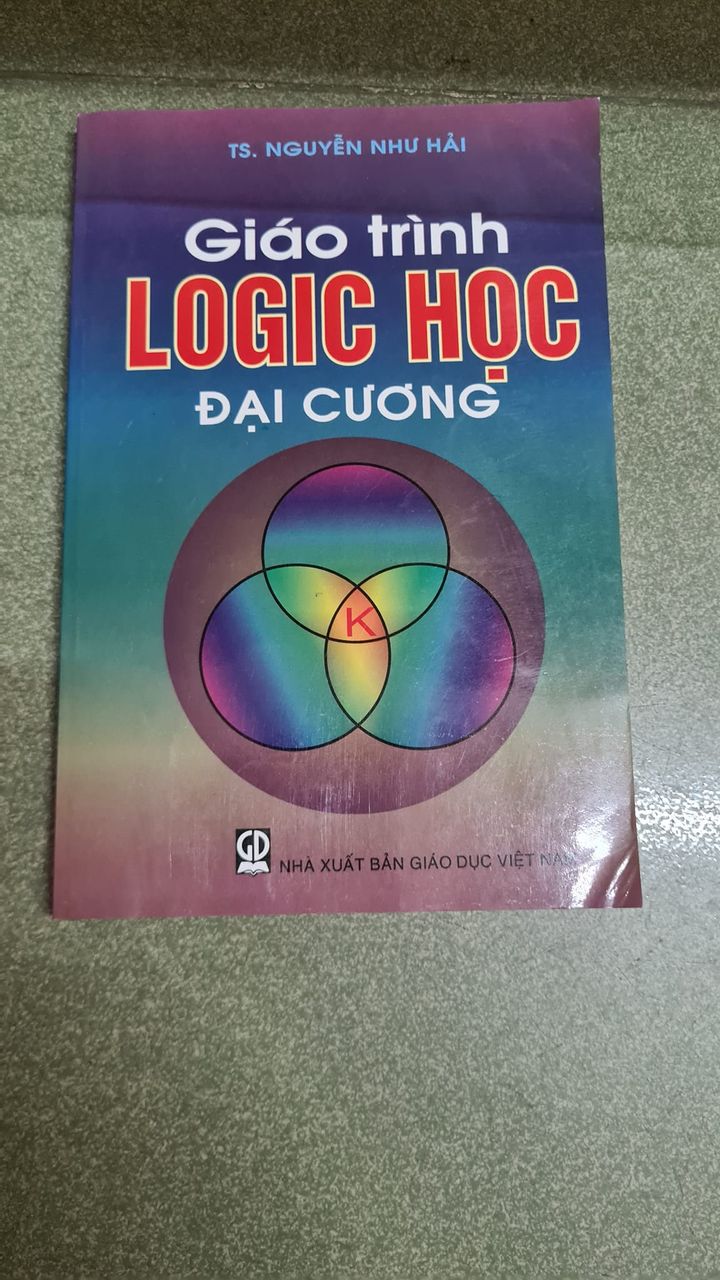 TS. NGUYỄN NHƯ HẢI
Giáo trình
LOGIC HỌC
ĐẠI CƯƠNG
K
GD
NHÀ XUẤT BẢN GIÁO DỤC VIỆT NAM